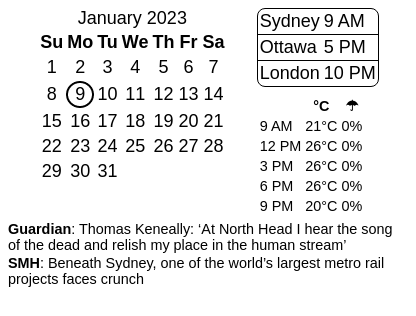 January 2023
Su Mo Tu We Th Fr Sa
1 2 3 4 5 6 7
8 9 10 11 12 13 14
15 16 17 18 19 20 21
22 23 24 25 26 27 28
29 30 31
Sydney 9 AM
Ottawa 5 PM
London 10 PM
°C ☂
9 AM 21°C 0%
12 PM 26°C 0%
3 PM 26°C 0%
6 PM 26°C 0%
9 PM 20°C 0%
Guardian: Thomas Keneally: ‘At North Head I hear the song
of the dead and relish my place in the human stream’
SMH: Beneath Sydney, one of the world’s largest metro rail
projects faces crunch